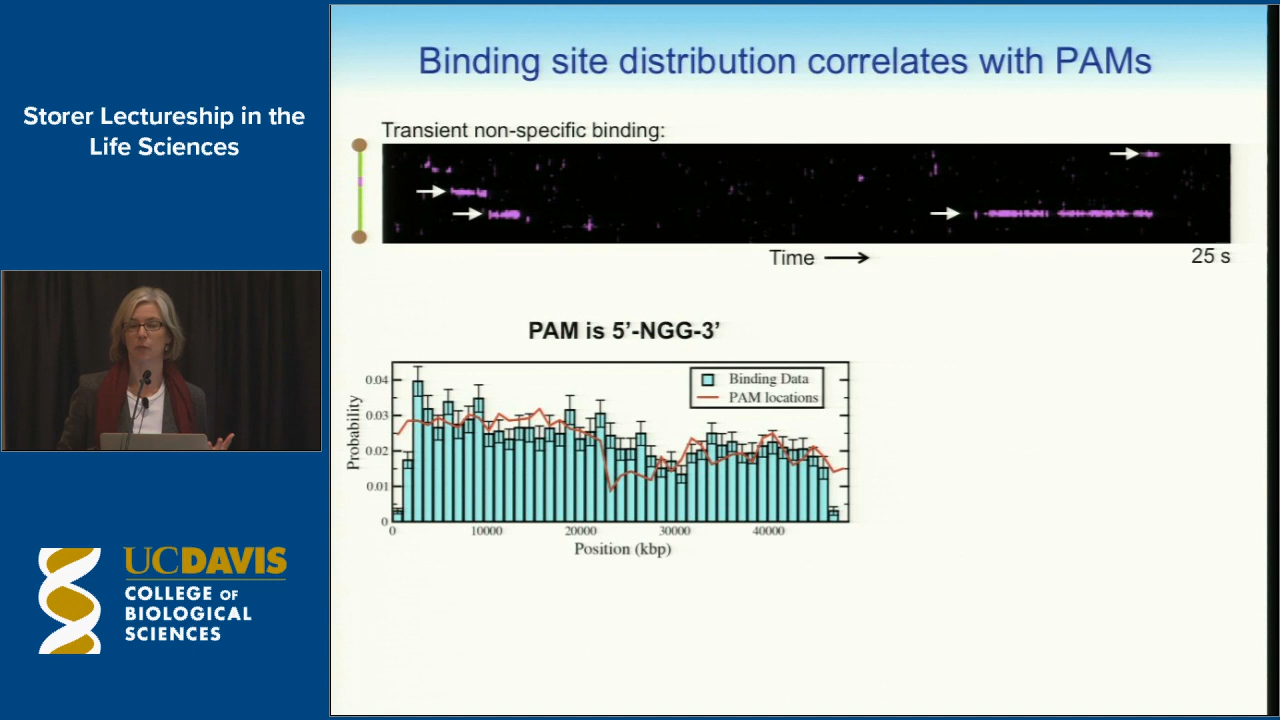 Storer Lectureship in the
Life Sciences
UCDAVIS
COLLEGE OF
BIOLOGICAL
SCIENCES
Binding site distribution correlates with PAMs
Transient non-specific binding:
Time
25 s
PAM is 5’-NGG-3’
Binding Data
PAM locations
Probability
0.04
0.03
0.02
0.01
0
0 10000 20000 30000 40000
Position (kbp)